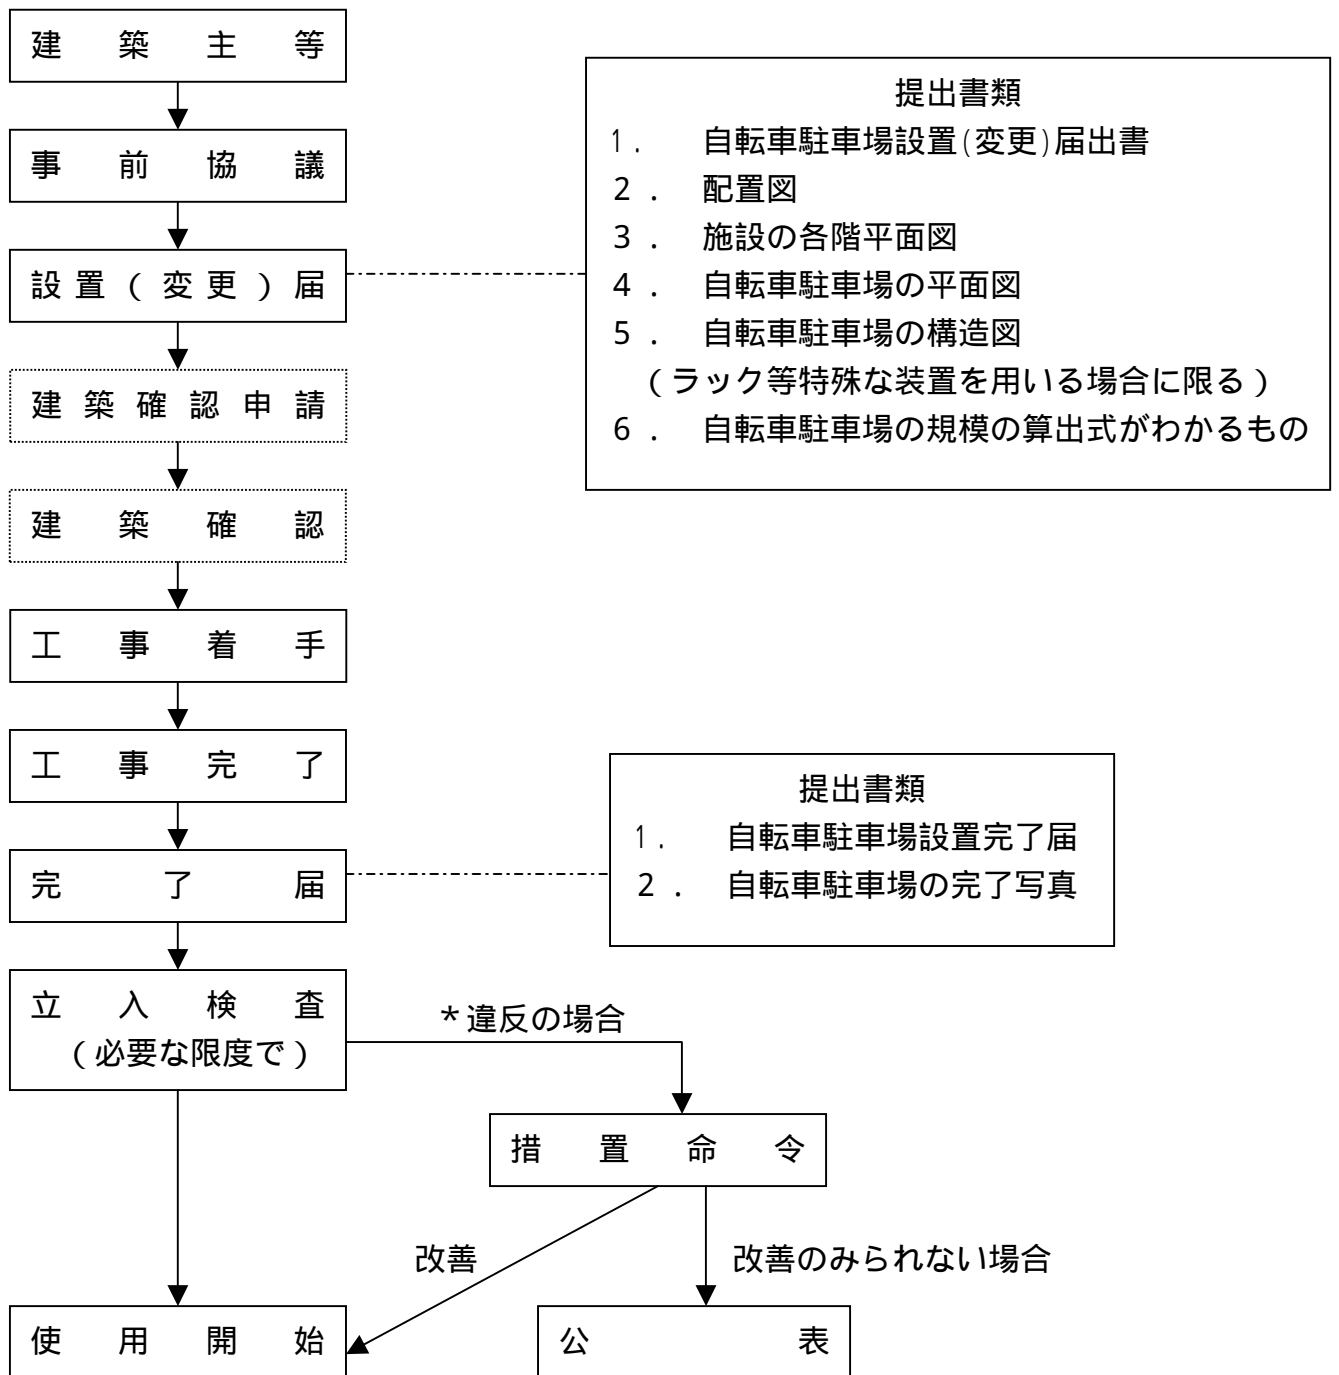 建築主等
事前協議
設置(変更)届
建築確認申請
建築確認
工事着手
工事完了
完了届
立入検査
(必要な限度で)
使用開始
提出書類
1. 自転車駐車場設置(変更)届出書
2. 配置図
3. 施設の各階平面図
4. 自転車駐車場の平面図
5. 自転車駐車場の構造図
(ラック等特殊な装置を用いる場合に限る)
6. 自転車駐車場の規模の算出式がわかるもの
提出書類
1. 自転車駐車場設置完了届
2. 自転車駐車場の完了写真
*違反の場合
措置命令
改善
改善のみられない場合
公表